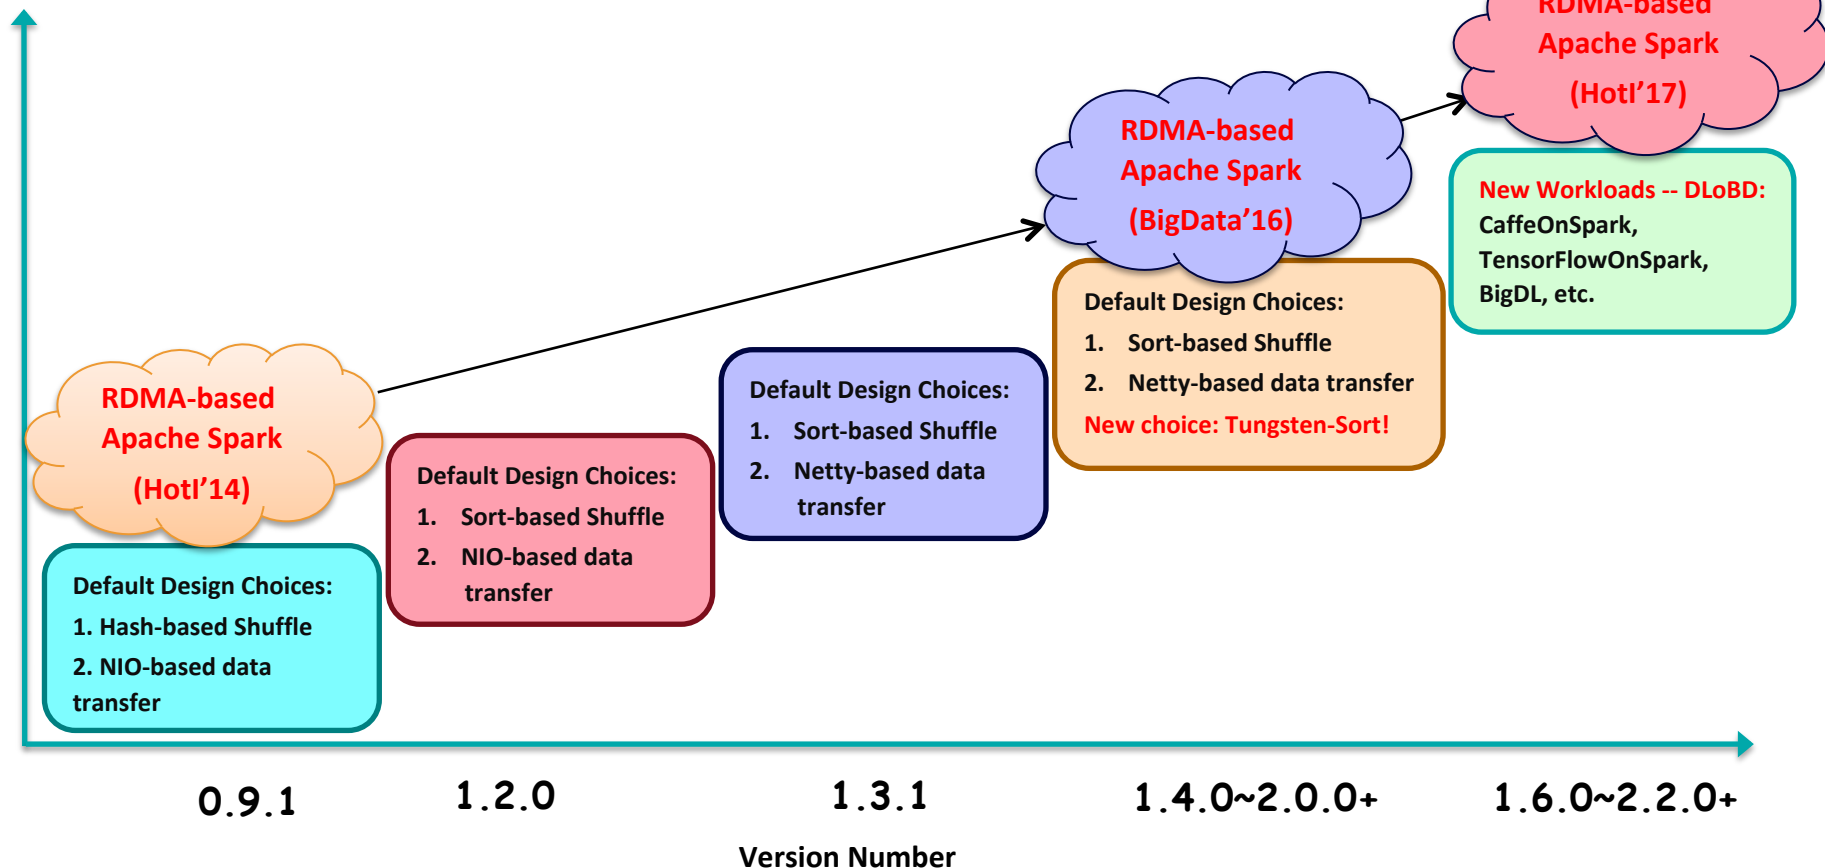 RDMA-based
Apache Spark
(HotI’17)
RDMA-based
Apache Spark
(BigData’16)
New Workloads -- DLoBD:
CaffeOnSpark,
TensorFlowOnSpark,
BigDL, etc.
Default Design Choices:
1. Sort-based Shuffle
2. Netty-based data transfer
New choice: Tungsten-Sort!
Default Design Choices:
1. Sort-based Shuffle
2. Netty-based data
transfer
RDMA-based
Apache Spark
(HotI’14)
Default Design Choices:
1. Sort-based Shuffle
2. NIO-based data
transfer
Default Design Choices:
1. Hash-based Shuffle
2. NIO-based data
transfer
0.9.1
1.2.0
1.3.1
1.4.0~2.0.0+
1.6.0~2.2.0+
Version Number